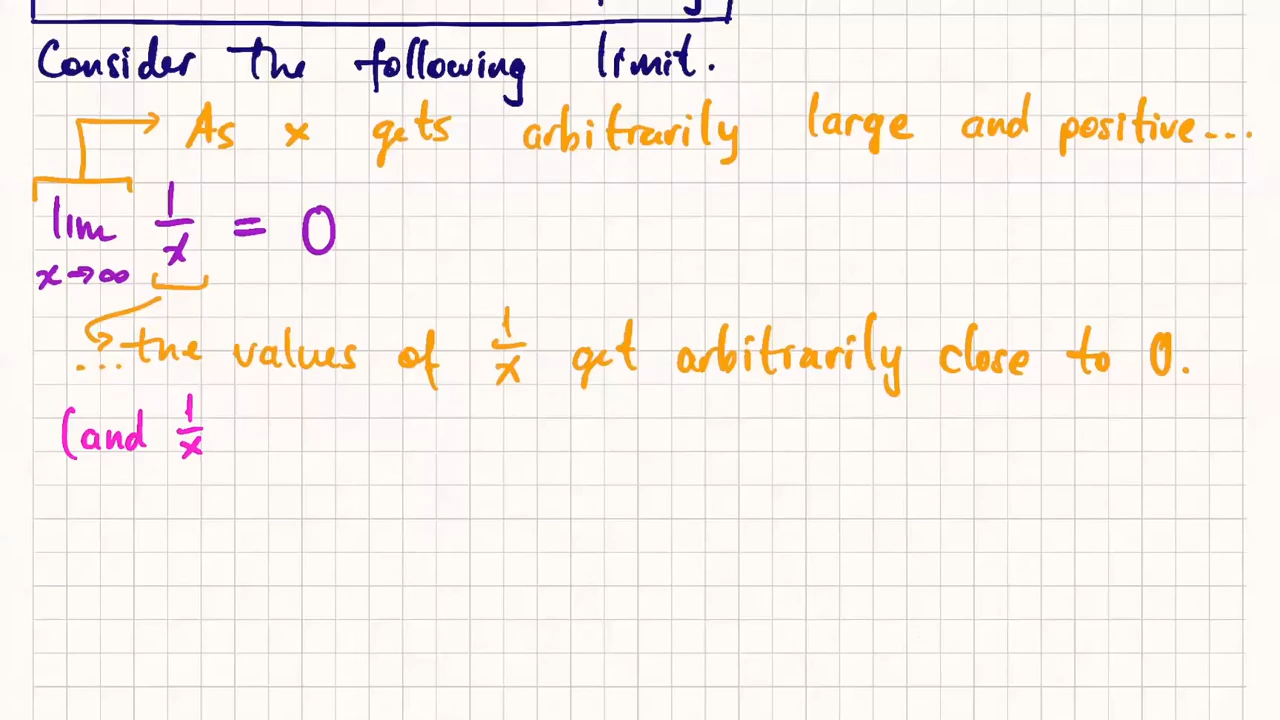 Consider the following limit.
As x gets arbitrarily large and positive...
lim x→∞ 1/x = 0
...the values of 1/x get arbitrarily close to 0.
(and 1/x